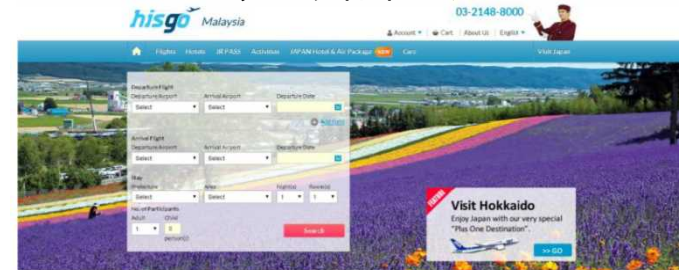 hisgo Malaysia
03-2148-8000
Account Cart About Us English
Flights Hotels JR PASS Activities JAPAN Hotel & Air Package Cars Visit Japan
Departure Flight
Departure Airport Arrival Airport Departure Date
Select Select
Arrival Flight
Departure Airport Arrival Airport Departure Date
Select Select
Stay
Prefecture Area Night(s) Room(s)
Select Select 1 1
No. of Participants
Adult Child
1 0
person(s)
Search
FEATURE
Visit Hokkaido
Enjoy Japan with our very special
"Plus One Destination".
>> GO